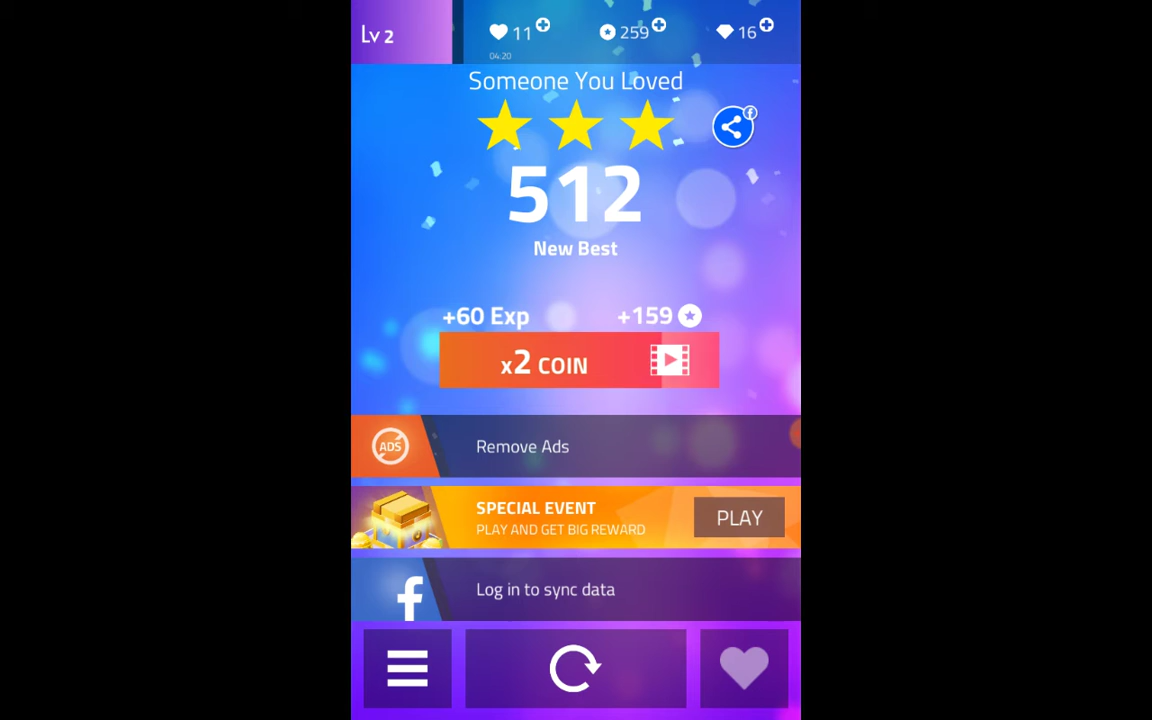 Lv 2
11
259
16
04:20
Someone You Loved
512
New Best
+60 Exp
+159
x2 COIN
ADS
Remove Ads
SPECIAL EVENT
PLAY AND GET BIG REWARD
PLAY
f
Log in to sync data